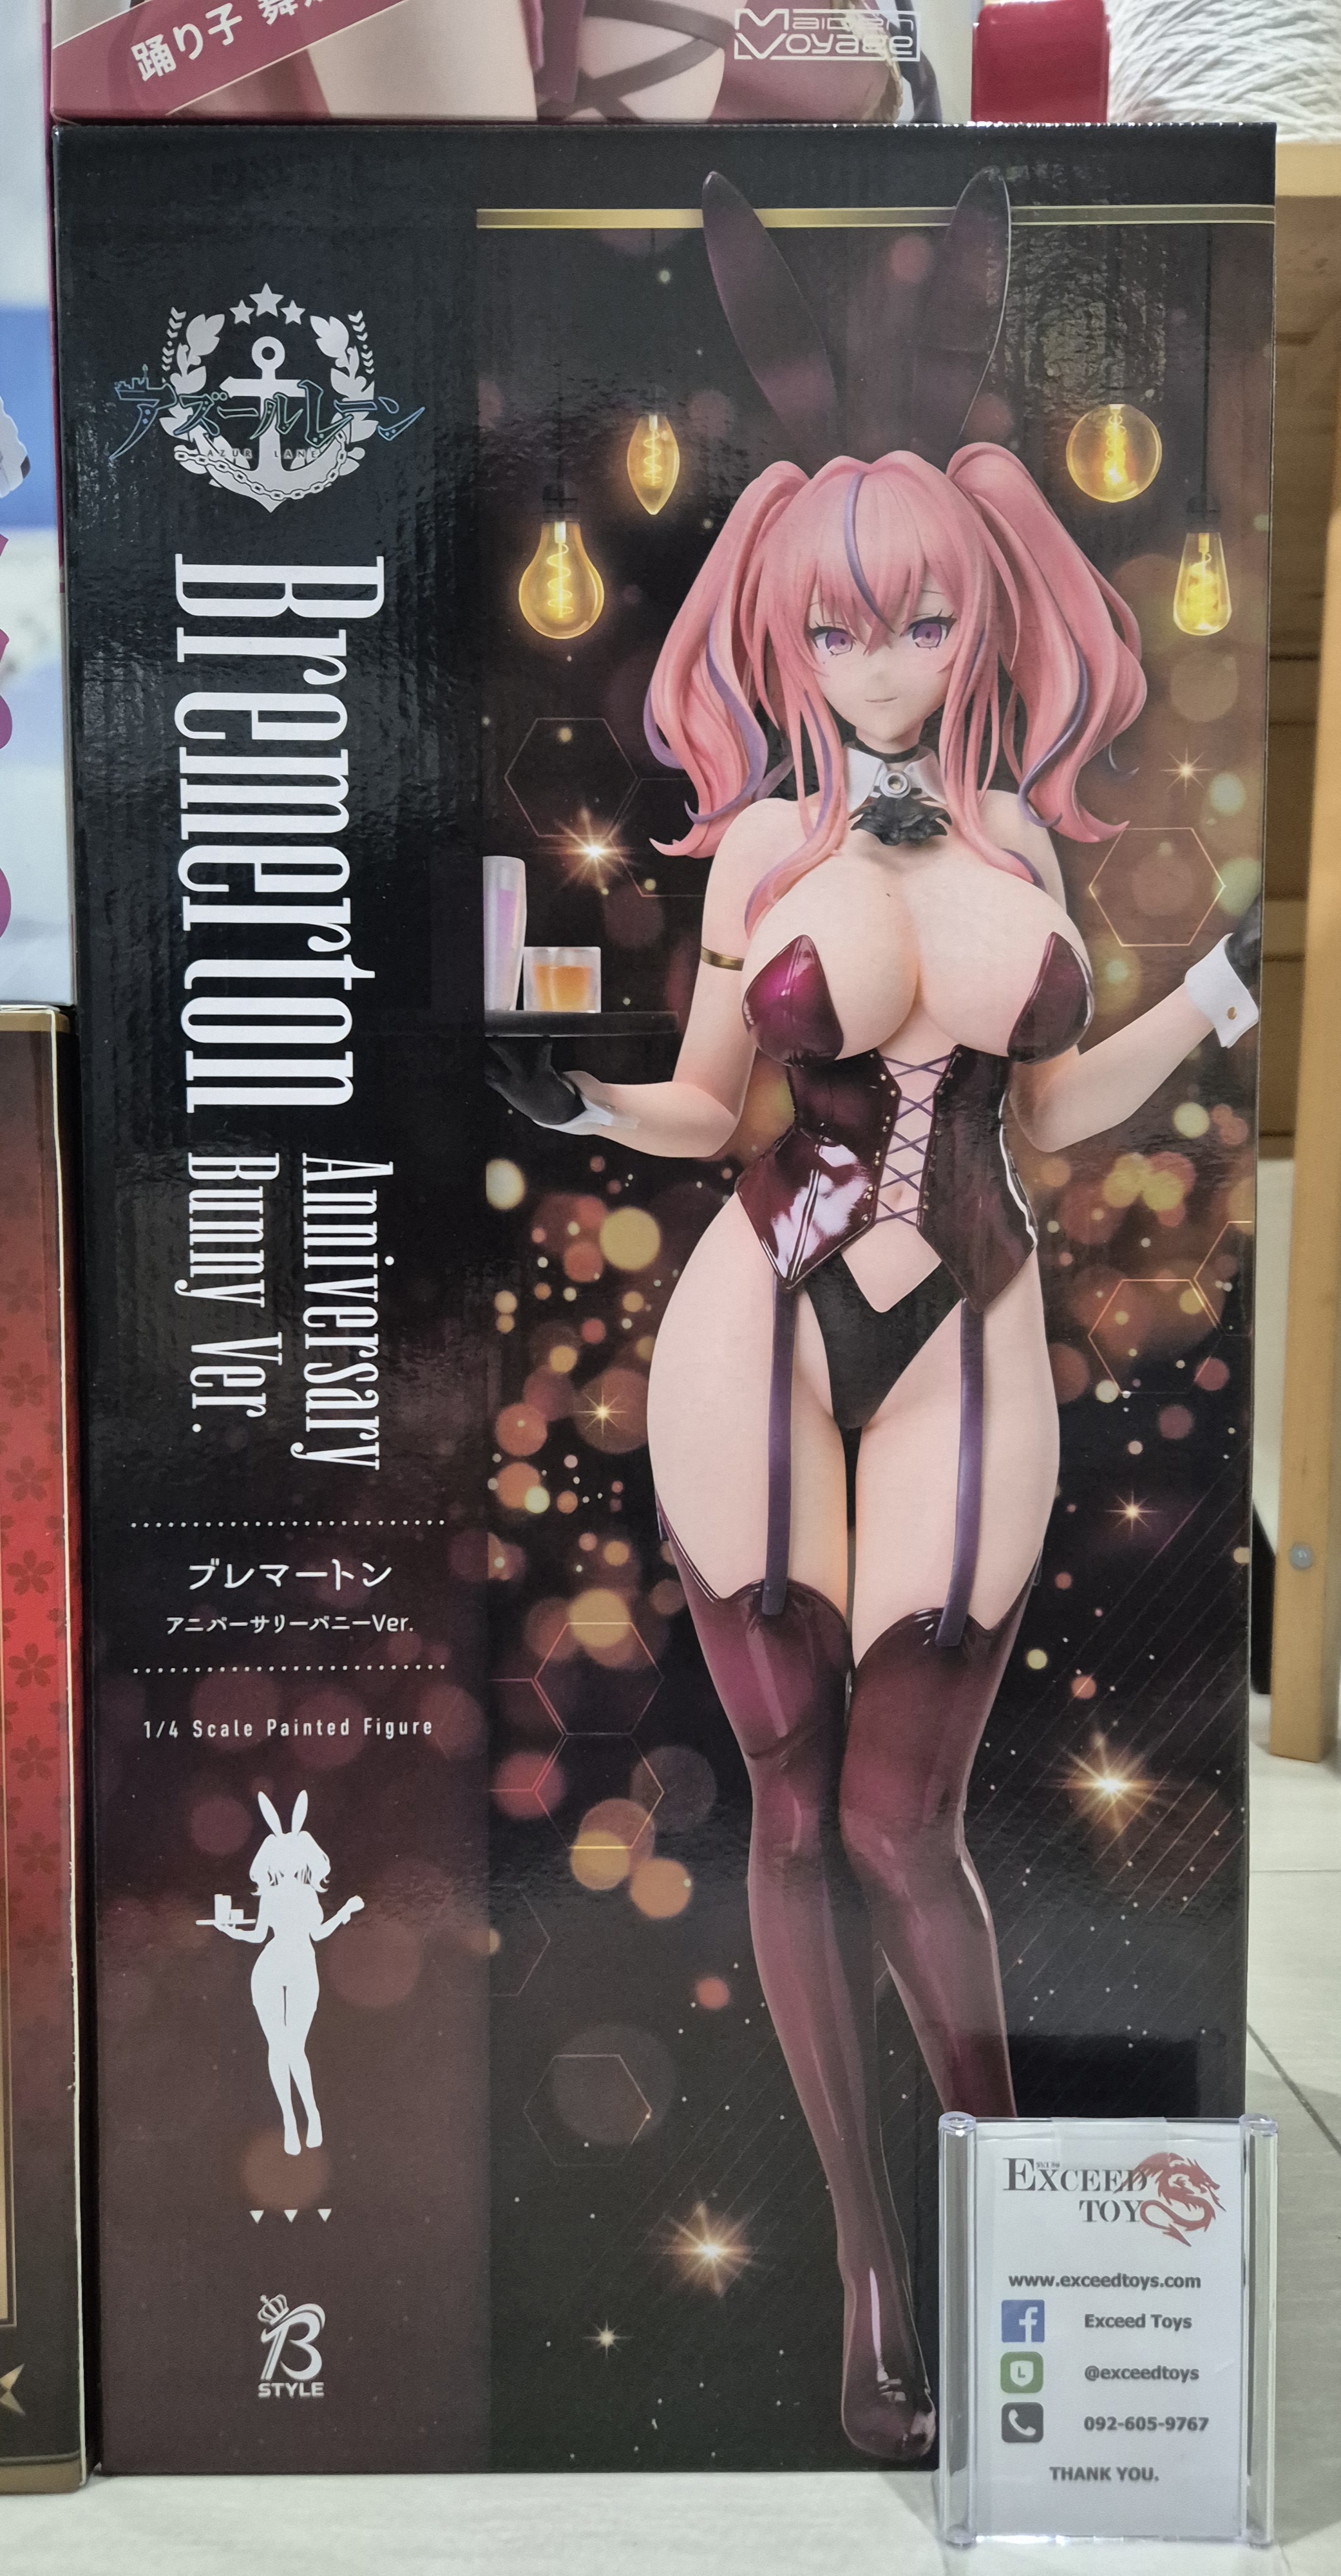 踊り子
Maiden
Voyage
アズールレーン
AZUR LANE
Bremerton
Anniversary
Bunny Ver.
ブレマートン
アニバーサリーバニーVer.
1/4 Scale Painted Figure
B
STYLE
EXCEED
TOY
www.exceedtoys.com
Exceed Toys
@exceedtoys
092-605-9767
THANK YOU.